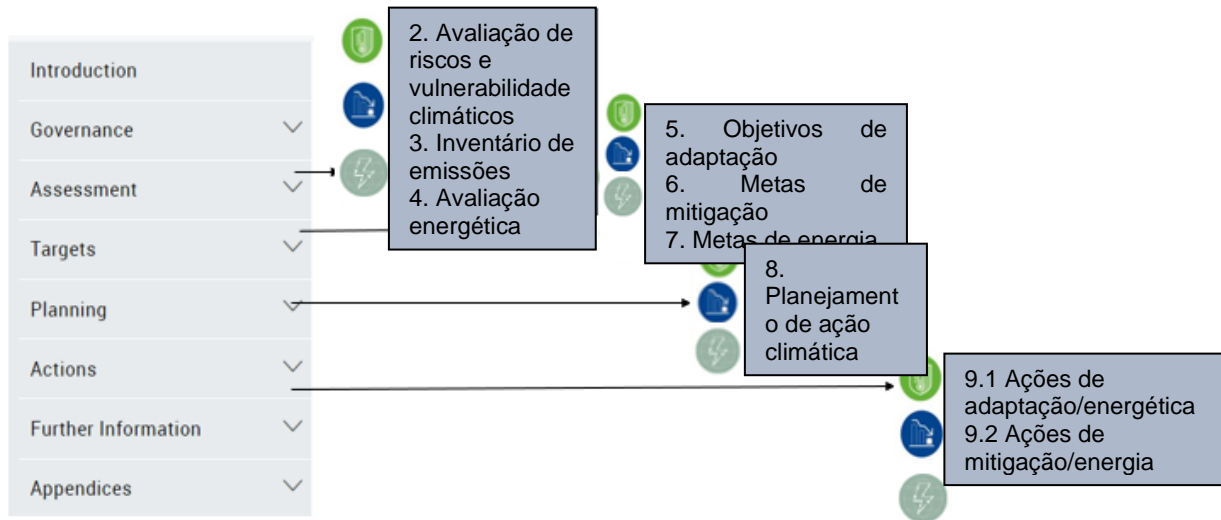 Introduction
Governance
Assessment
Targets
Planning
Actions
Further Information
Appendices
2. Avaliação de
riscos e
vulnerabilidade
climáticos
3. Inventário de
emissões
4. Avaliação
energética
5. Objetivos de
adaptação
6. Metas de
mitigação
7. Metas de energia
8.
Planejament
o de ação
climática
9.1 Ações de
adaptação/energética
9.2 Ações de
mitigação/energia